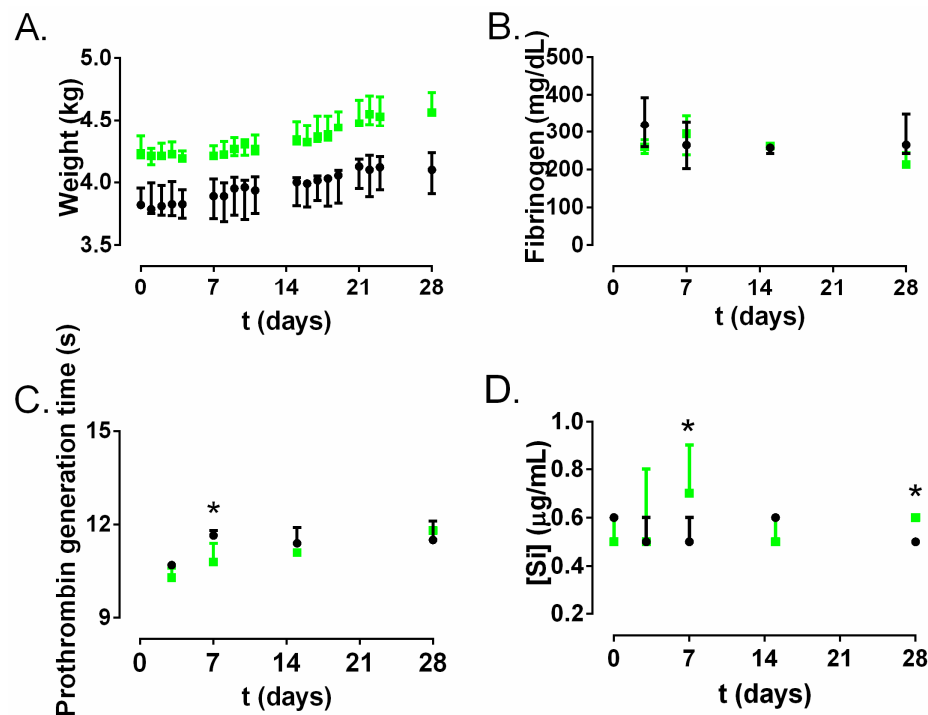 A.
Weight (kg)
5.0
4.5
4.0
3.5
0 7 14 21 28
t (days)
B.
Fibrinogen (mg/dL)
500
400
300
200
100
0
0 7 14 21 28
t (days)
C.
Prothrombin generation time (s)
15
12
9
*
0 7 14 21 28
t (days)
D.
[Si] (μg/mL)
1.0
0.8
0.6
0.4
0.2
*
*
0 7 14 21 28
t (days)